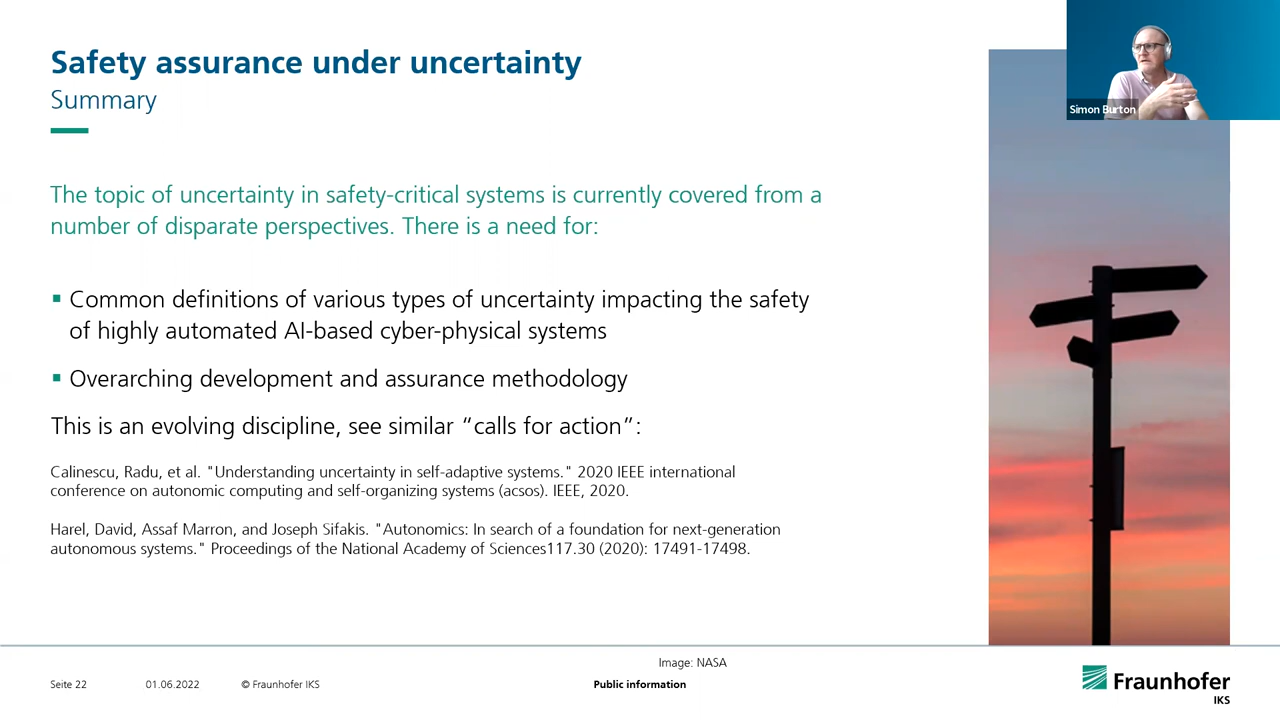 Safety assurance under uncertainty
Summary
Simon Burton
The topic of uncertainty in safety-critical systems is currently covered from a
number of disparate perspectives. There is a need for:
▪ Common definitions of various types of uncertainty impacting the safety
of highly automated AI-based cyber-physical systems
▪ Overarching development and assurance methodology
This is an evolving discipline, see similar “calls for action”:
Calinescu, Radu, et al. "Understanding uncertainty in self-adaptive systems." 2020 IEEE international
conference on autonomic computing and self-organizing systems (acsos). IEEE, 2020.
Harel, David, Assaf Marron, and Joseph Sifakis. "Autonomics: In search of a foundation for next-generation
autonomous systems." Proceedings of the National Academy of Sciences117.30 (2020): 17491-17498.
Image: NASA
Seite 22 01.06.2022 © Fraunhofer IKS Public information
Fraunhofer
IKS